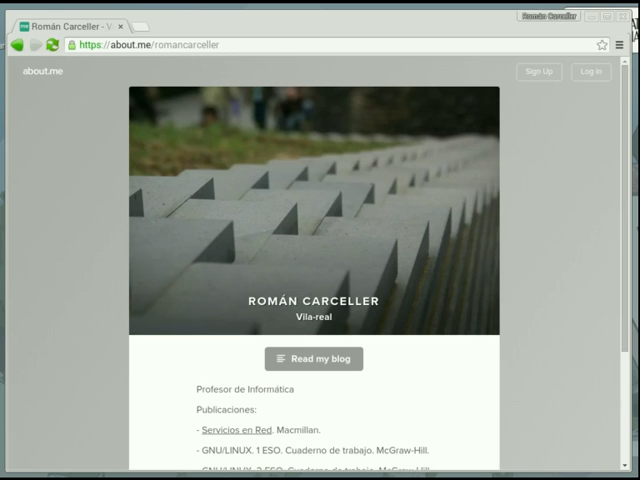 Román Carceller
Román Carceller - V
https://about.me/romancarceller
about.me
Sign Up
Log In
ROMÁN CARCELLER
Vila-real
Read my blog
Profesor de Informática
Publicaciones:
- Servicios en Red. Macmillan.
- GNU/LINUX. 1 ESO. Cuaderno de trabajo. McGraw-Hill.
- GNU/LINUX. 2 ESO. Cuaderno de trabajo. McGraw-Hill.